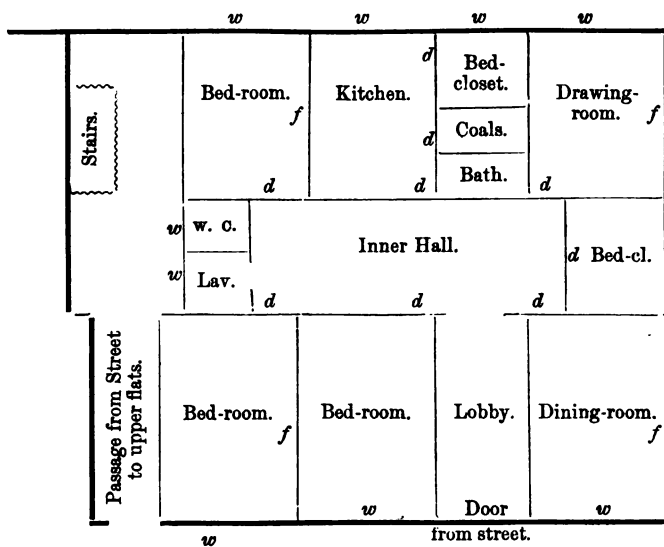 w w w w
d Bed-
closet.
Bed-room. f Kitchen. Drawing-
room. f
Stairs.
d Coals.
Bath.
d d d
w w. c.
Inner Hall.
d Bed-cl.
w Lav.
d d d
Passage from Street
to upper flats.
Bed-room. f Bed-room. Lobby. Dining-room.
f
w Door w
from street.
w